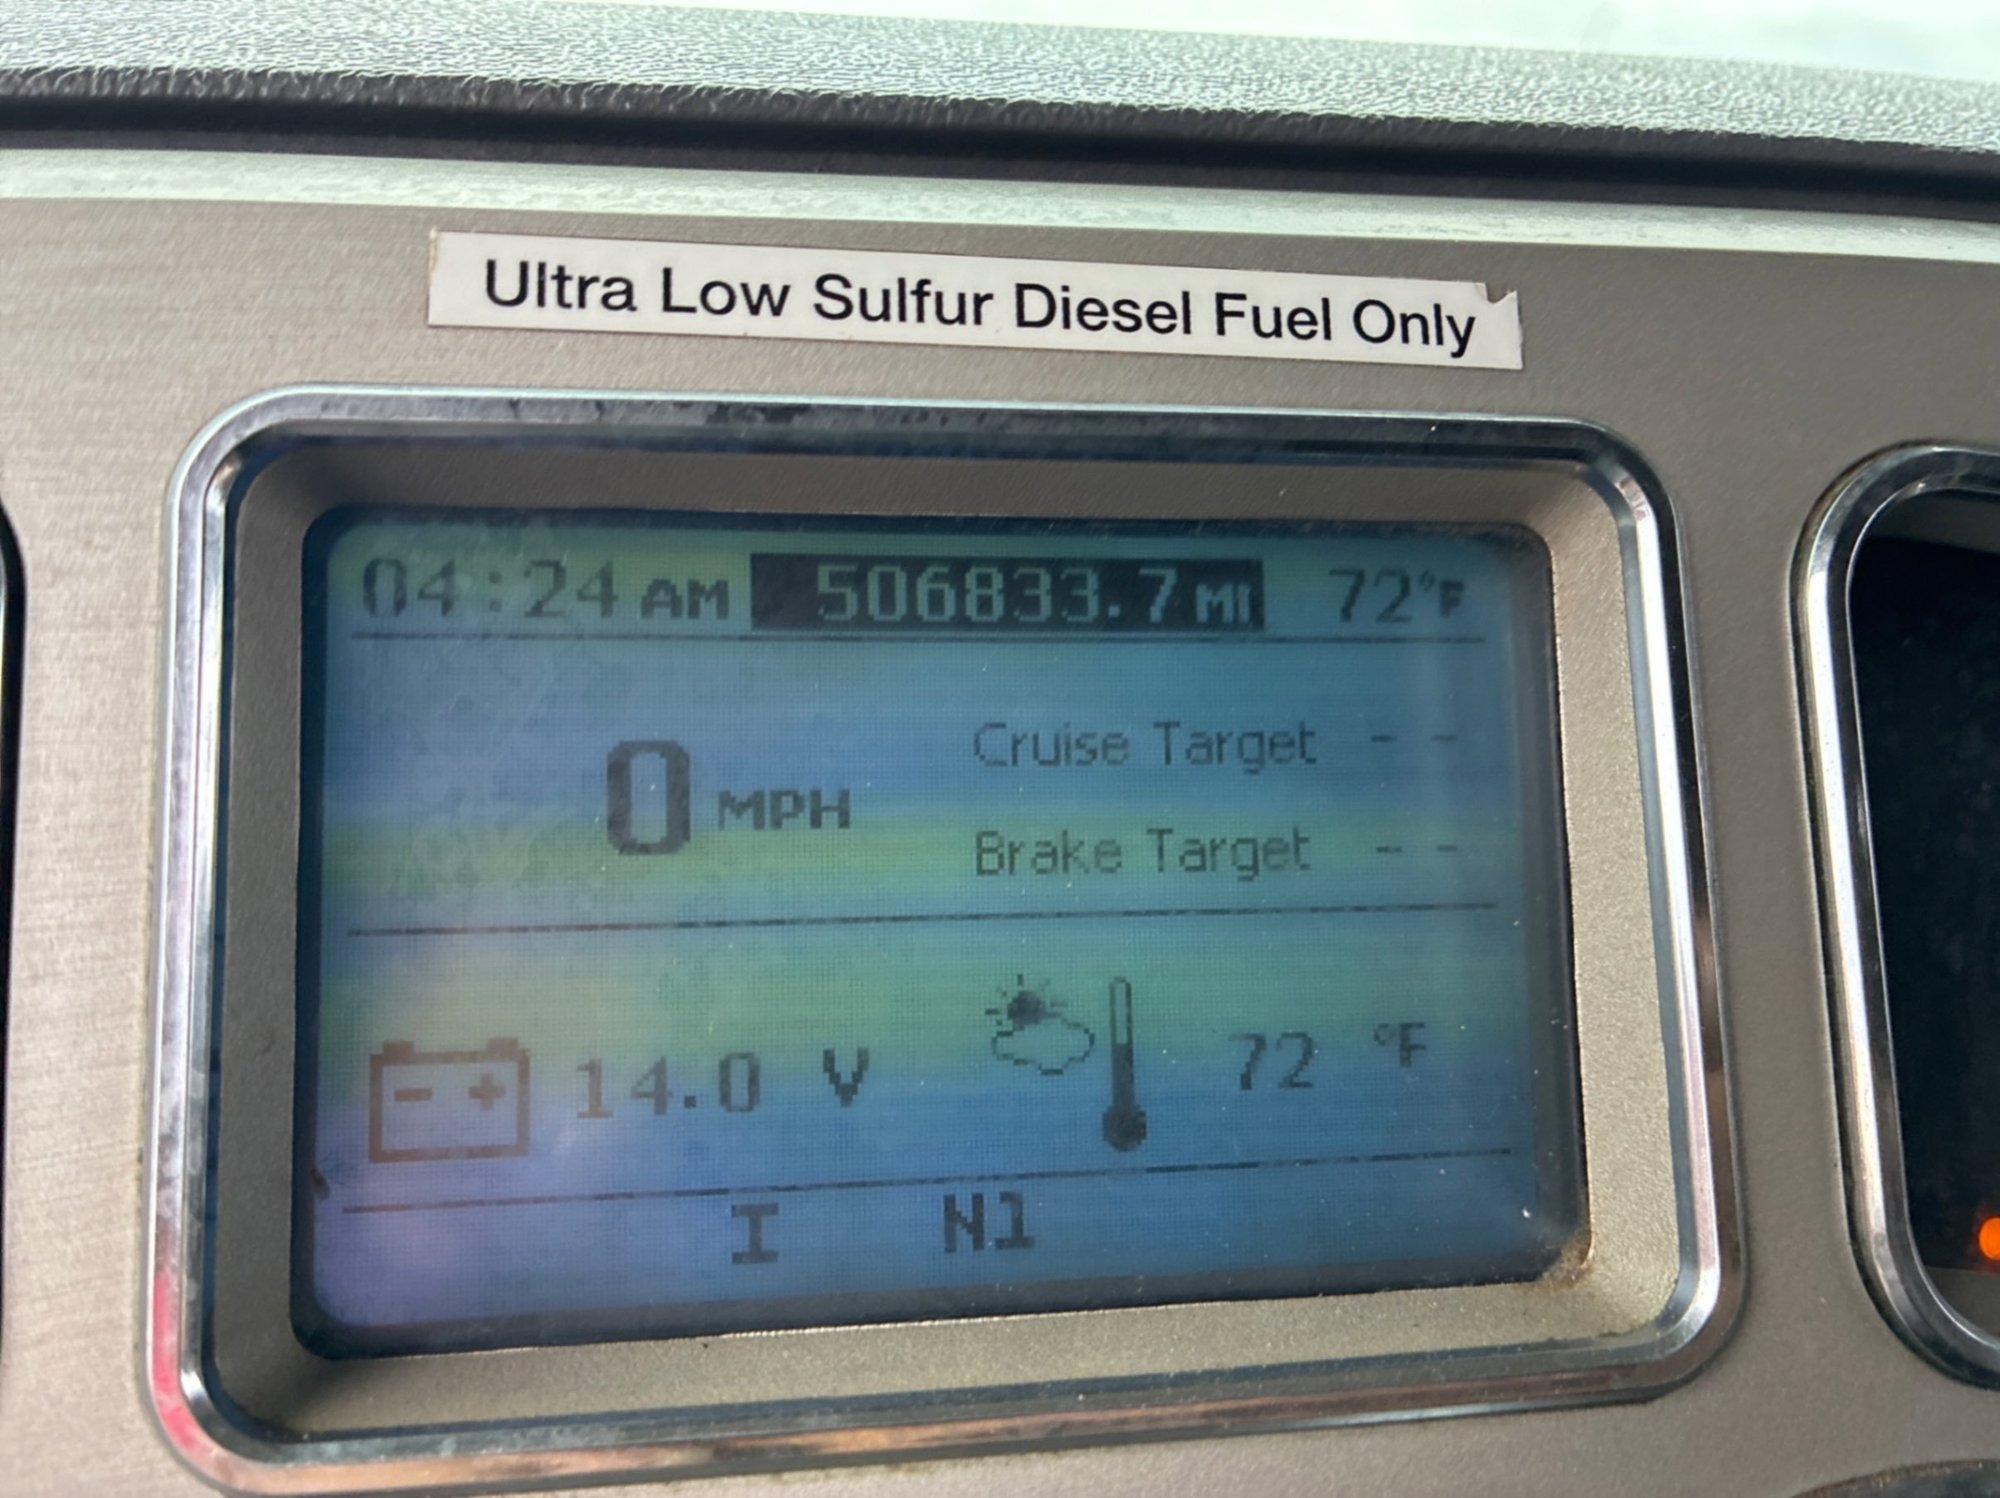 Ultra Low Sulfur Diesel Fuel Only
04:24 AM 506833.7 MI 72°F
Cruise Target - -
0 MPH
Brake Target - -
- + 14.0 V 72 °F
I N1